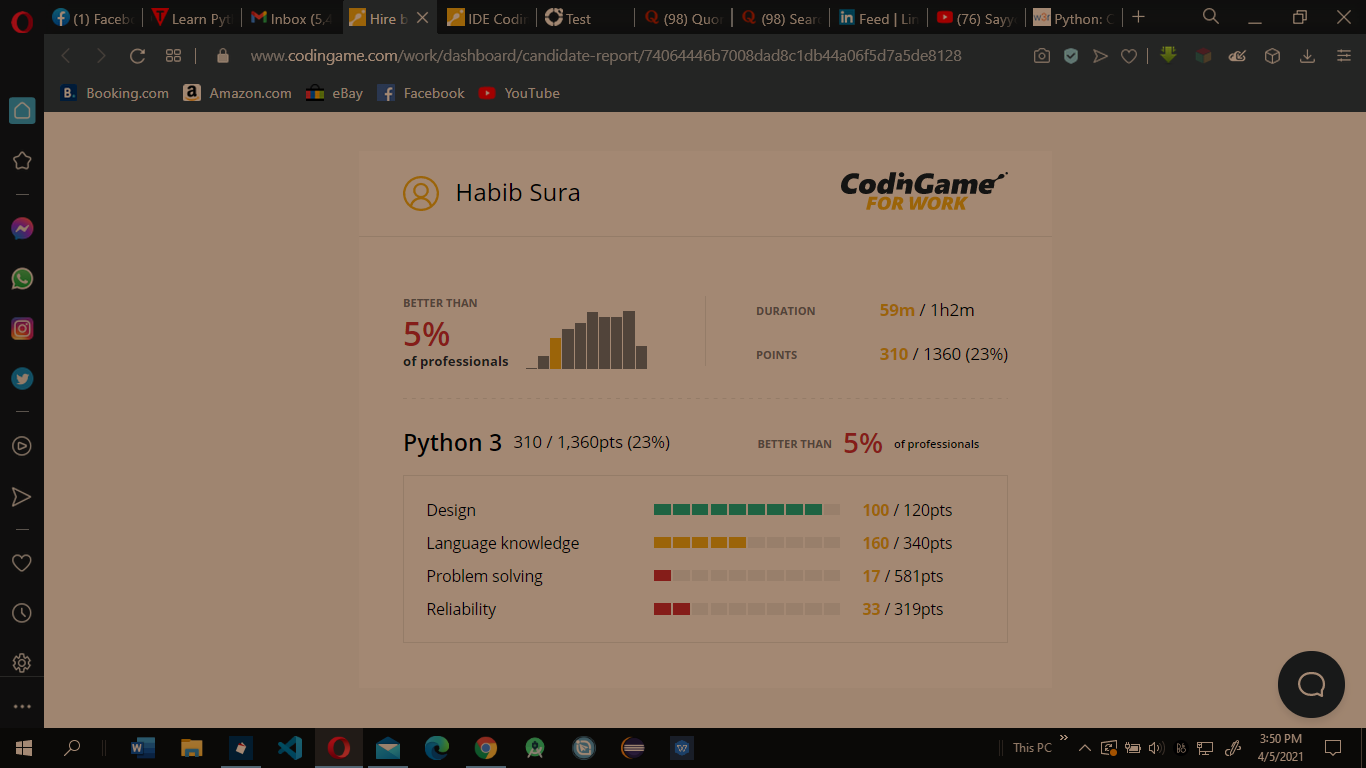 (1) Facebo
Learn Pyt
Inbox (5,4
Hire b
IDE Codin
Test
(98) Quor
(98) Sear
Feed | Lin
(76) Sayy
Python: C
www.codingame.com/work/dashboard/candidate-report/74064446b7008dad8c1db44a06f5d7a5de8128
Booking.com
Amazon.com
eBay
Facebook
YouTube
Habib Sura
CodinGame
FOR WORK
BETTER THAN
5%
of professionals
DURATION 59m / 1h2m
POINTS 310 / 1360 (23%)
Python 3 310 / 1,360pts (23%)
BETTER THAN 5% of professionals
Design 100 / 120pts
Language knowledge 160 / 340pts
Problem solving 17 / 581pts
Reliability 33 / 319pts
This PC
3:50 PM
4/5/2021